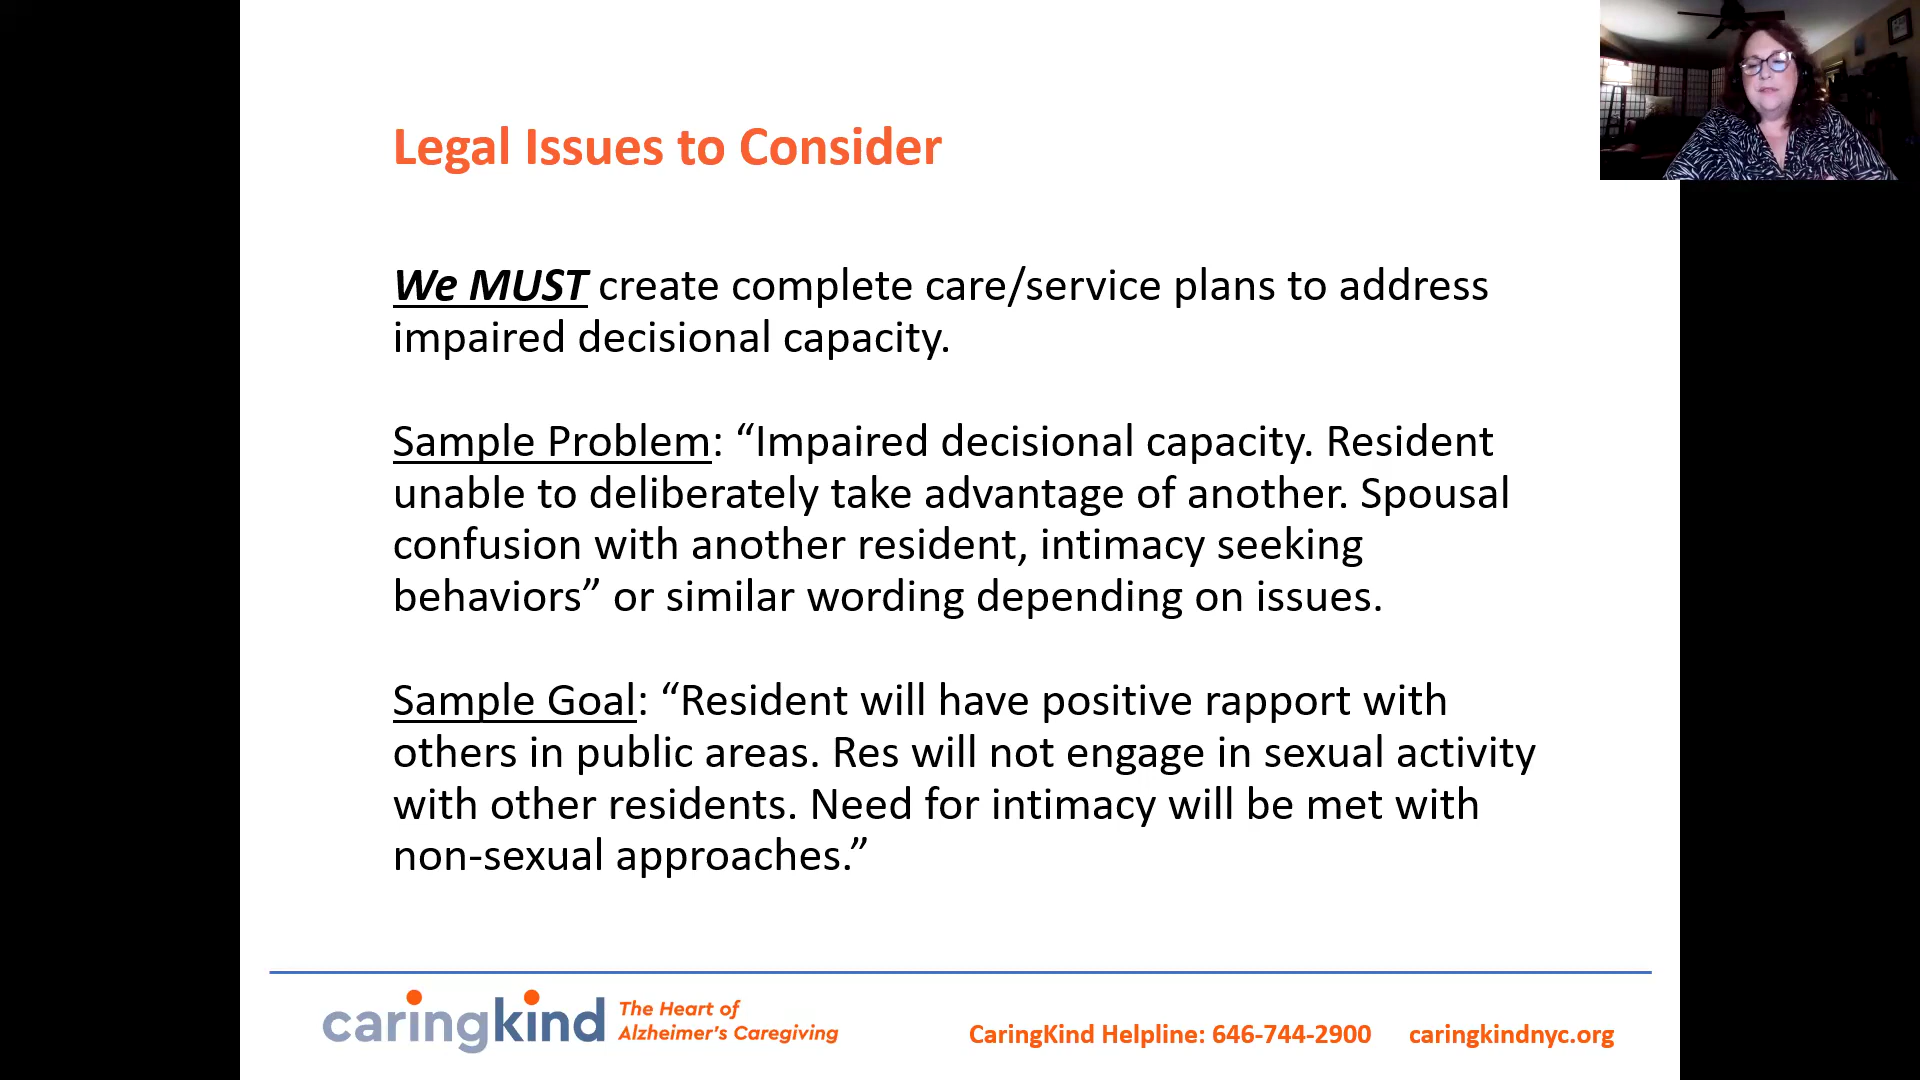 Legal Issues to Consider
We MUST create complete care/service plans to address
impaired decisional capacity.
Sample Problem: “Impaired decisional capacity. Resident
unable to deliberately take advantage of another. Spousal
confusion with another resident, intimacy seeking
behaviors” or similar wording depending on issues.
Sample Goal: “Resident will have positive rapport with
others in public areas. Res will not engage in sexual activity
with other residents. Need for intimacy will be met with
non-sexual approaches.”
caringkind
The Heart of
Alzheimer’s Caregiving
CaringKind Helpline: 646-744-2900 caringkindnyc.org